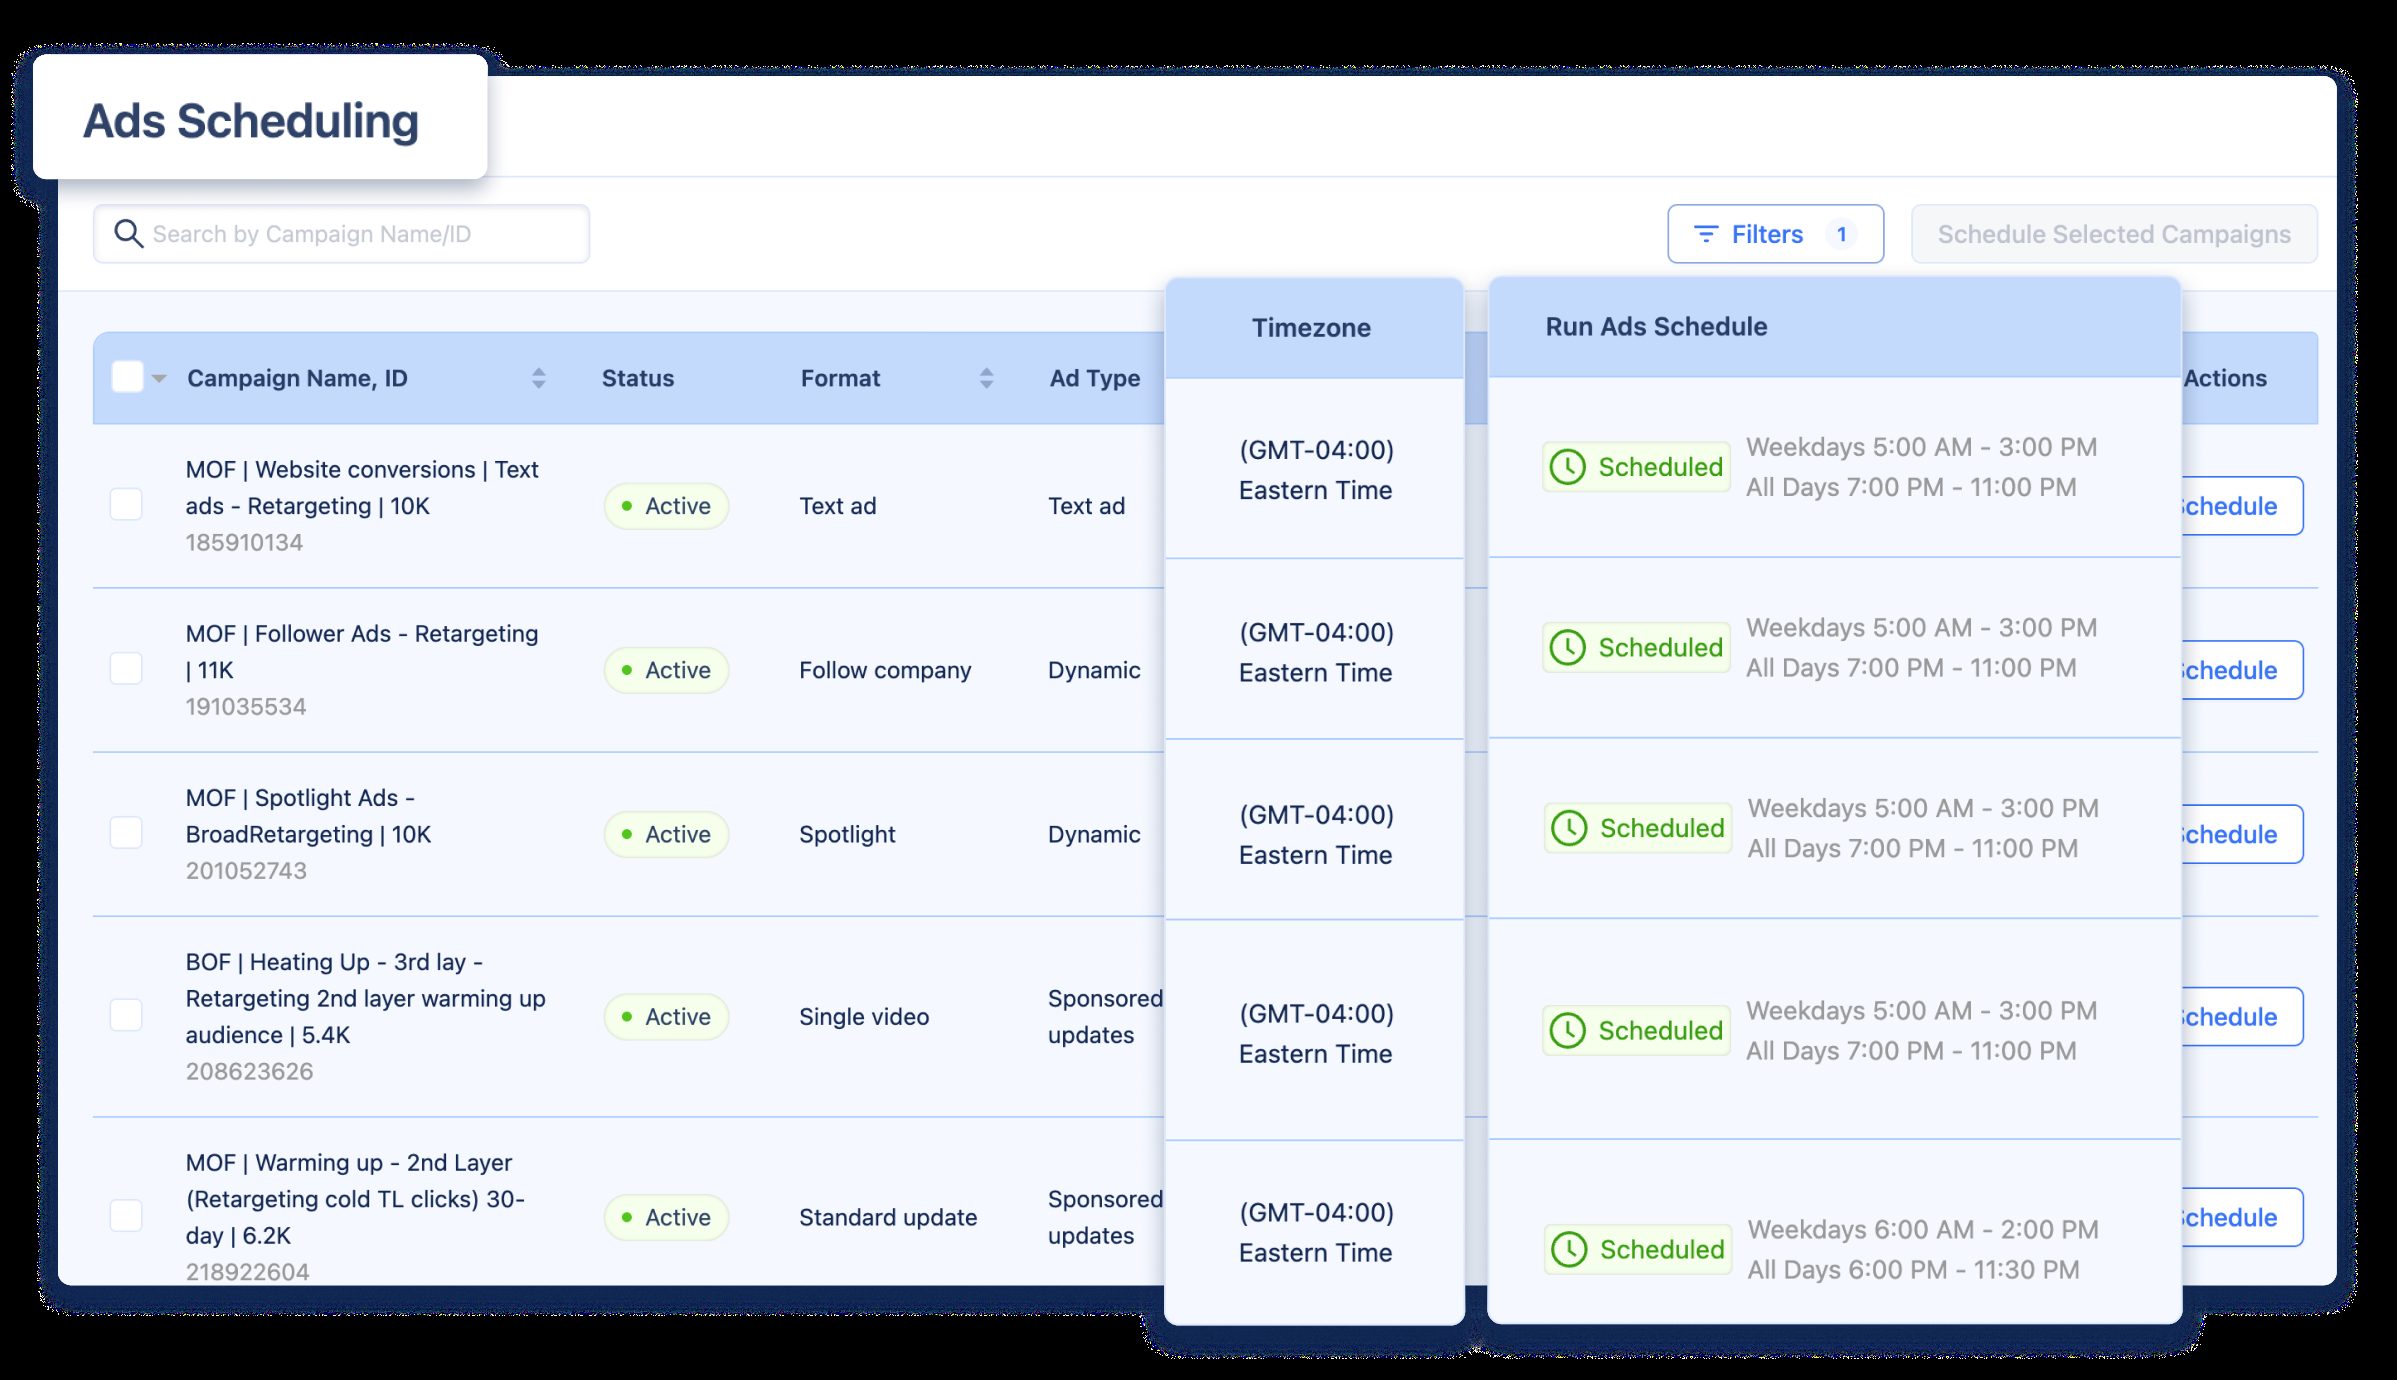 Ads Scheduling
Search by Campaign Name/ID
Filters 1
Schedule Selected Campaigns
Campaign Name, ID
Status
Format
Ad Type
Timezone
Run Ads Schedule
Actions
MOF | Website conversions | Text
ads - Retargeting | 10K
185910134
Active
Text ad
Text ad
(GMT-04:00)
Eastern Time
Scheduled
Weekdays 5:00 AM - 3:00 PM
All Days 7:00 PM - 11:00 PM
chedule
MOF | Follower Ads - Retargeting
| 11K
191035534
Active
Follow company
Dynamic
(GMT-04:00)
Eastern Time
Scheduled
Weekdays 5:00 AM - 3:00 PM
All Days 7:00 PM - 11:00 PM
chedule
MOF | Spotlight Ads -
BroadRetargeting | 10K
201052743
Active
Spotlight
Dynamic
(GMT-04:00)
Eastern Time
Scheduled
Weekdays 5:00 AM - 3:00 PM
All Days 7:00 PM - 11:00 PM
chedule
BOF | Heating Up - 3rd lay -
Retargeting 2nd layer warming up
audience | 5.4K
208623626
Active
Single video
Sponsored
updates
(GMT-04:00)
Eastern Time
Scheduled
Weekdays 5:00 AM - 3:00 PM
All Days 7:00 PM - 11:00 PM
chedule
MOF | Warming up - 2nd Layer
(Retargeting cold TL clicks) 30-
day | 6.2K
218922604
Active
Standard update
Sponsored
updates
(GMT-04:00)
Eastern Time
Scheduled
Weekdays 6:00 AM - 2:00 PM
All Days 6:00 PM - 11:30 PM
chedule